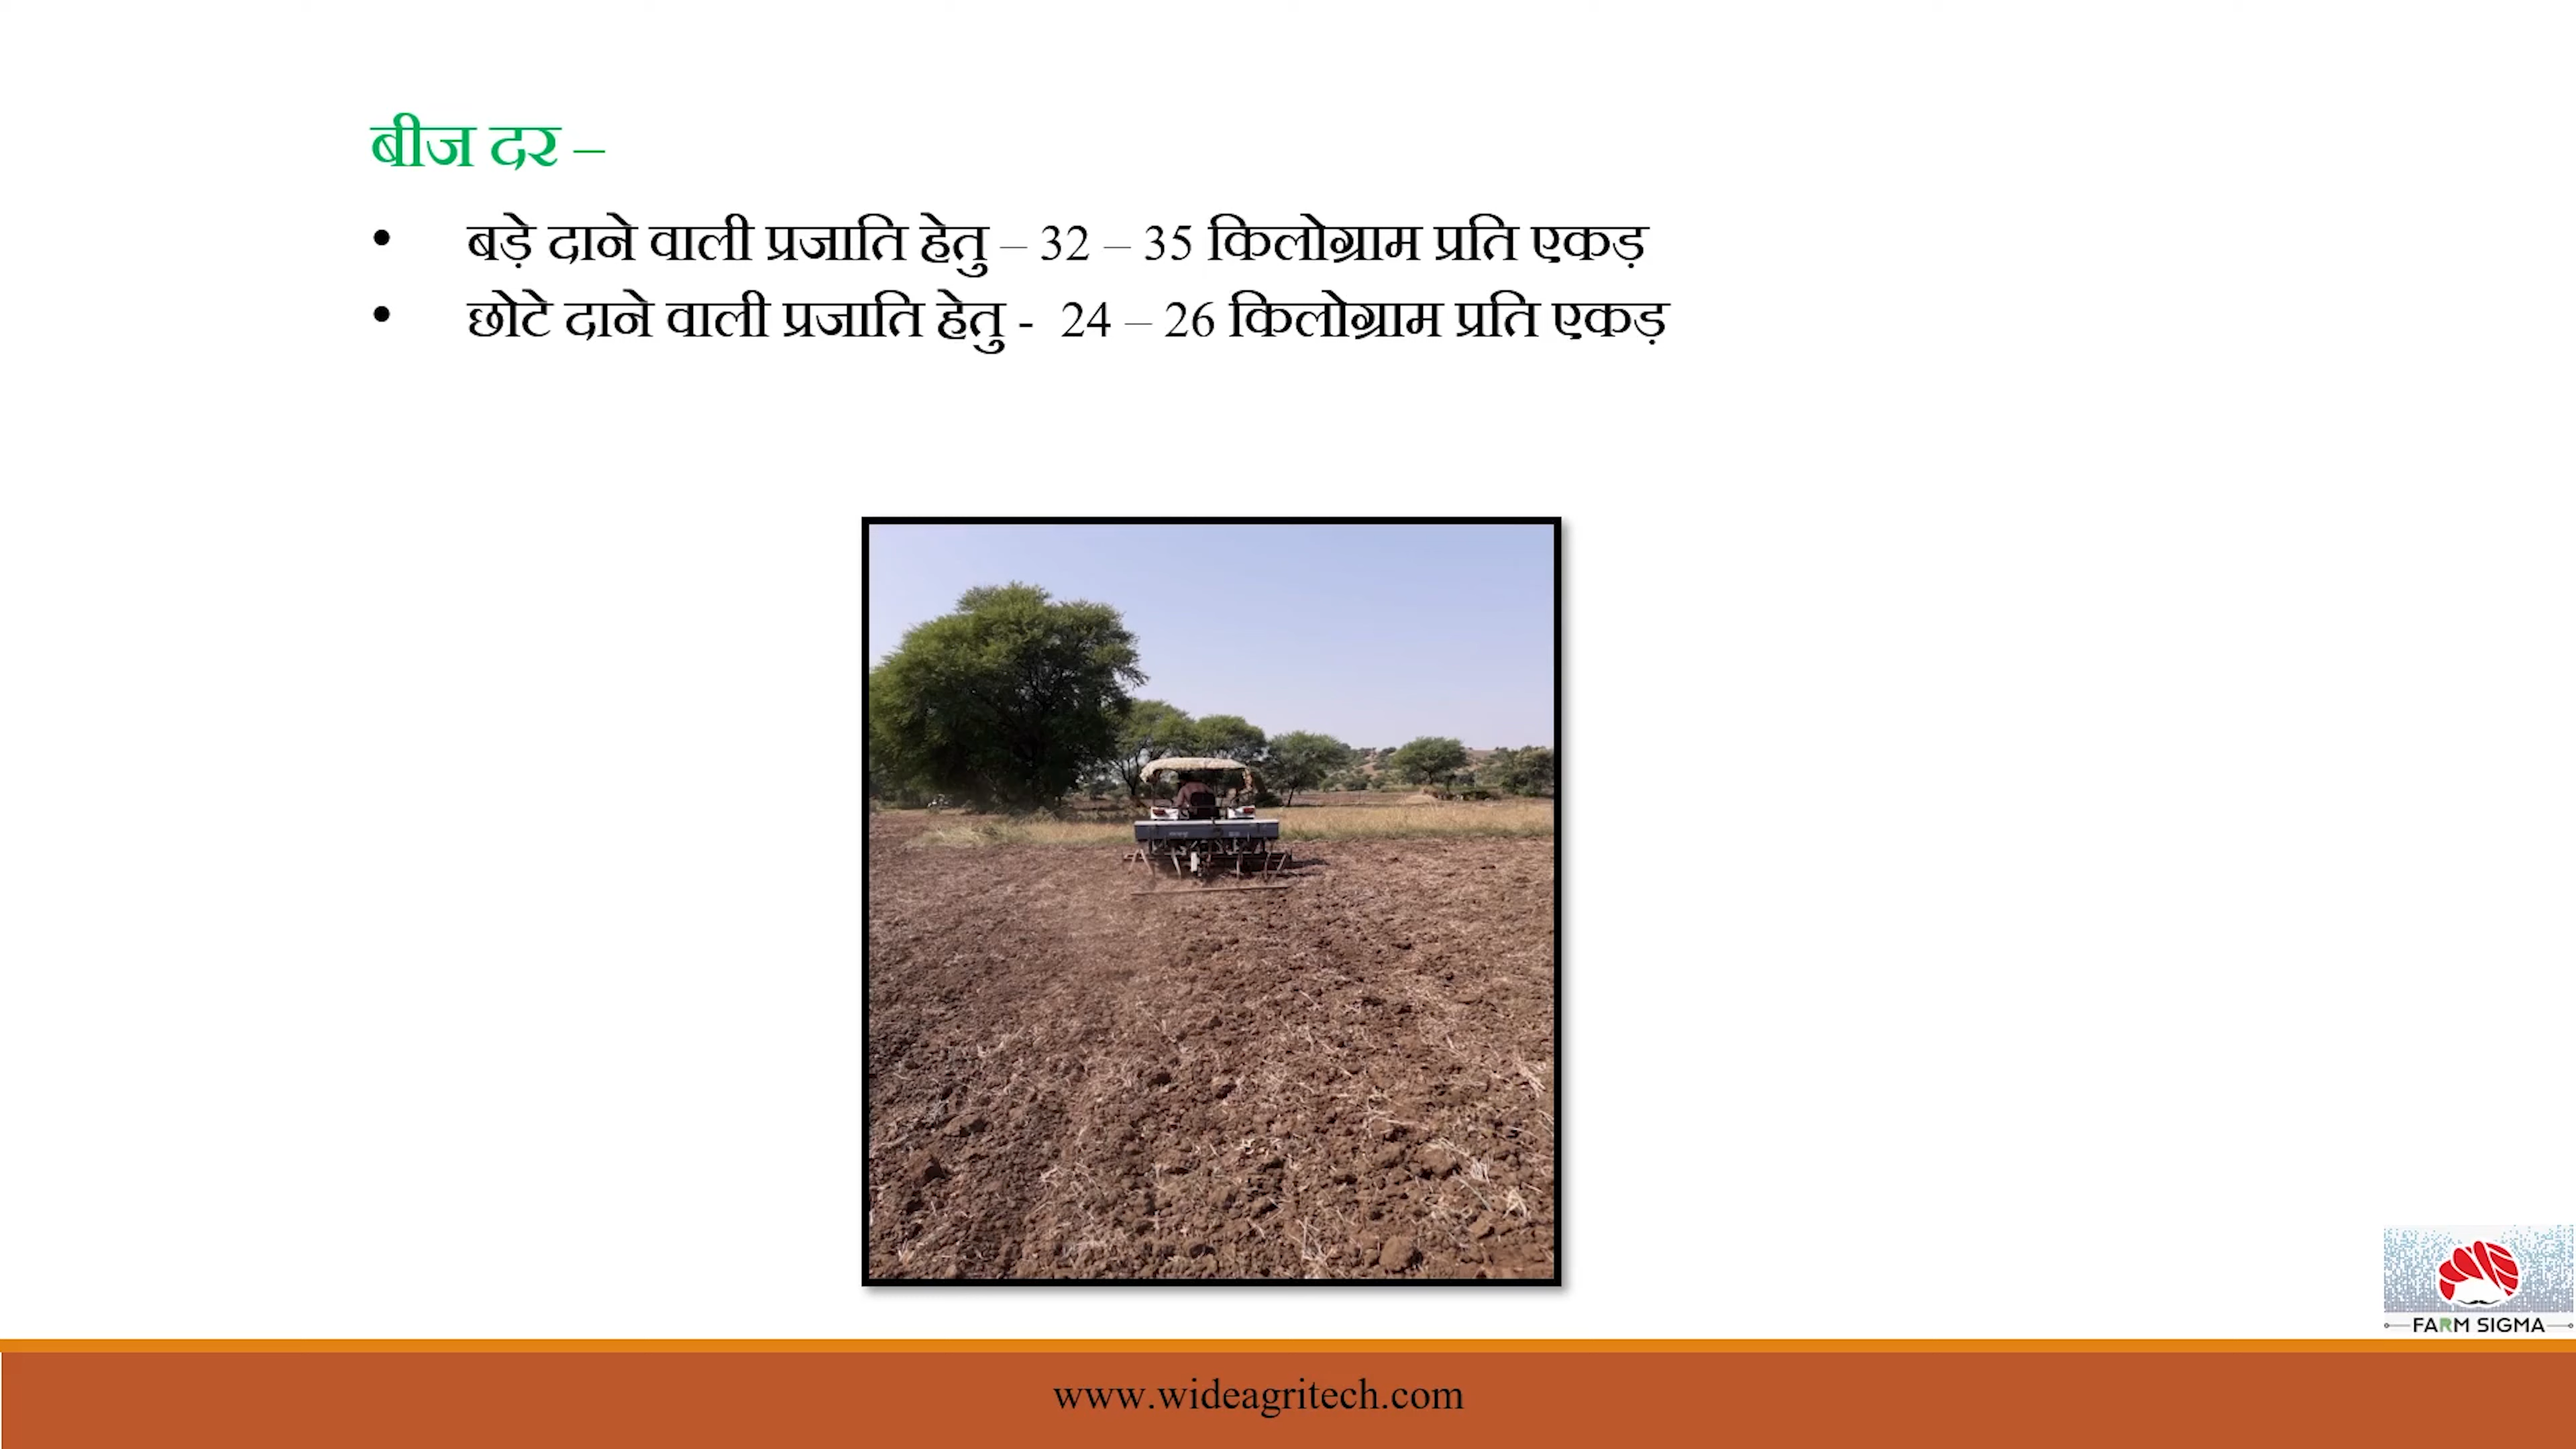 बीज दर –
• बड़े दाने वाली प्रजाति हेतु – 32 – 35 किलोग्राम प्रति एकड़
• छोटे दाने वाली प्रजाति हेतु - 24 – 26 किलोग्राम प्रति एकड़
FARM SIGMA
www.wideagritech.com